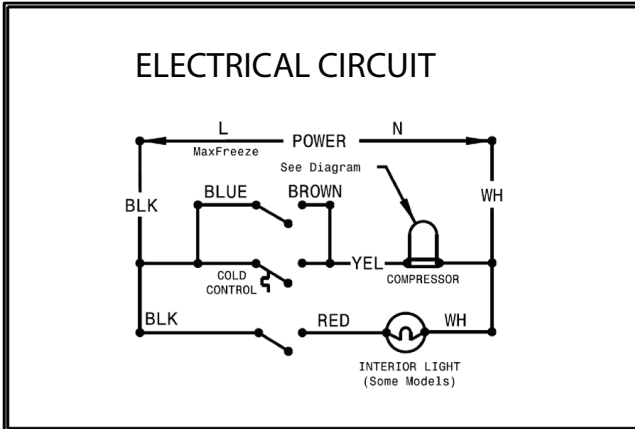 ELECTRICAL CIRCUIT
L POWER N
MaxFreeze
See Diagram
BLUE BROWN
BLK WH
YEL
COLD
CONTROL
COMPRESSOR
BLK RED WH
INTERIOR LIGHT
(Some Models)